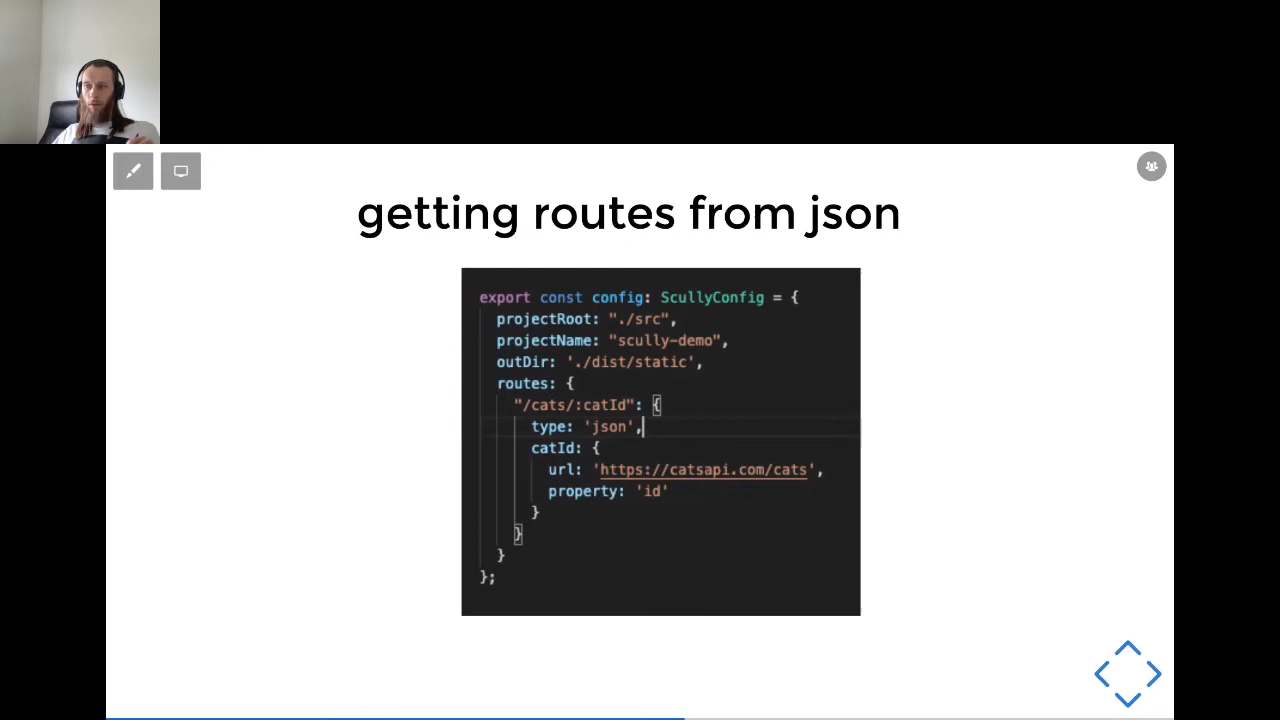 getting routes from json
export const config: ScullyConfig = {
projectRoot: "./src",
projectName: "scully-demo",
outDir: './dist/static',
routes: {
"/cats/:catId": {
type: 'json',
catId: {
url: 'https://catsapi.com/cats',
property: 'id'
}
}
}
};